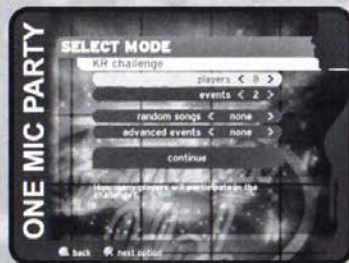 ONE MIC PARTY
SELECT MODE
KR challenge
players < 8 >
events < 2 >
random songs < none >
advanced events < none >
continue
How many players will participate in the
challenge?
back next option